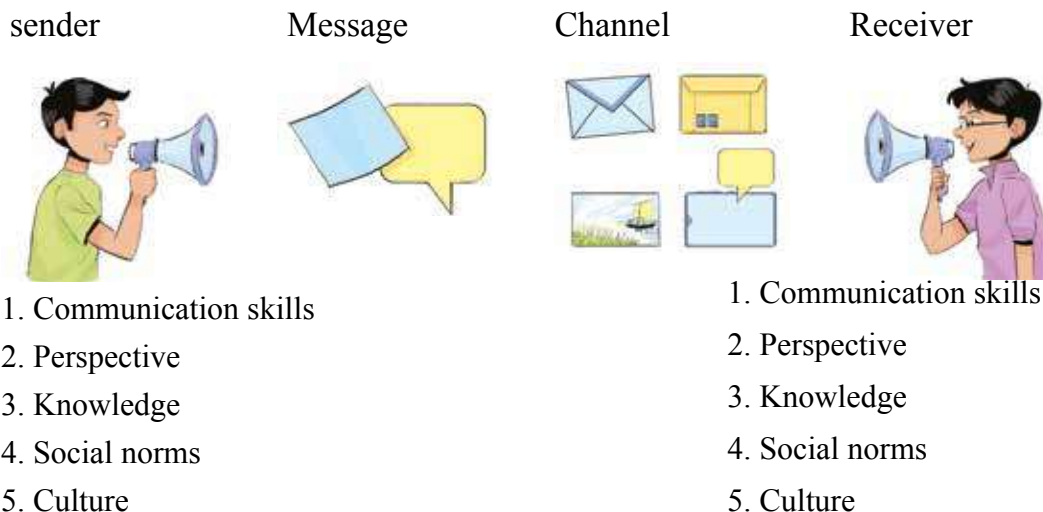 sender Message Channel Receiver
1. Communication skills
2. Perspective
3. Knowledge
4. Social norms
5. Culture
1. Communication skills
2. Perspective
3. Knowledge
4. Social norms
5. Culture